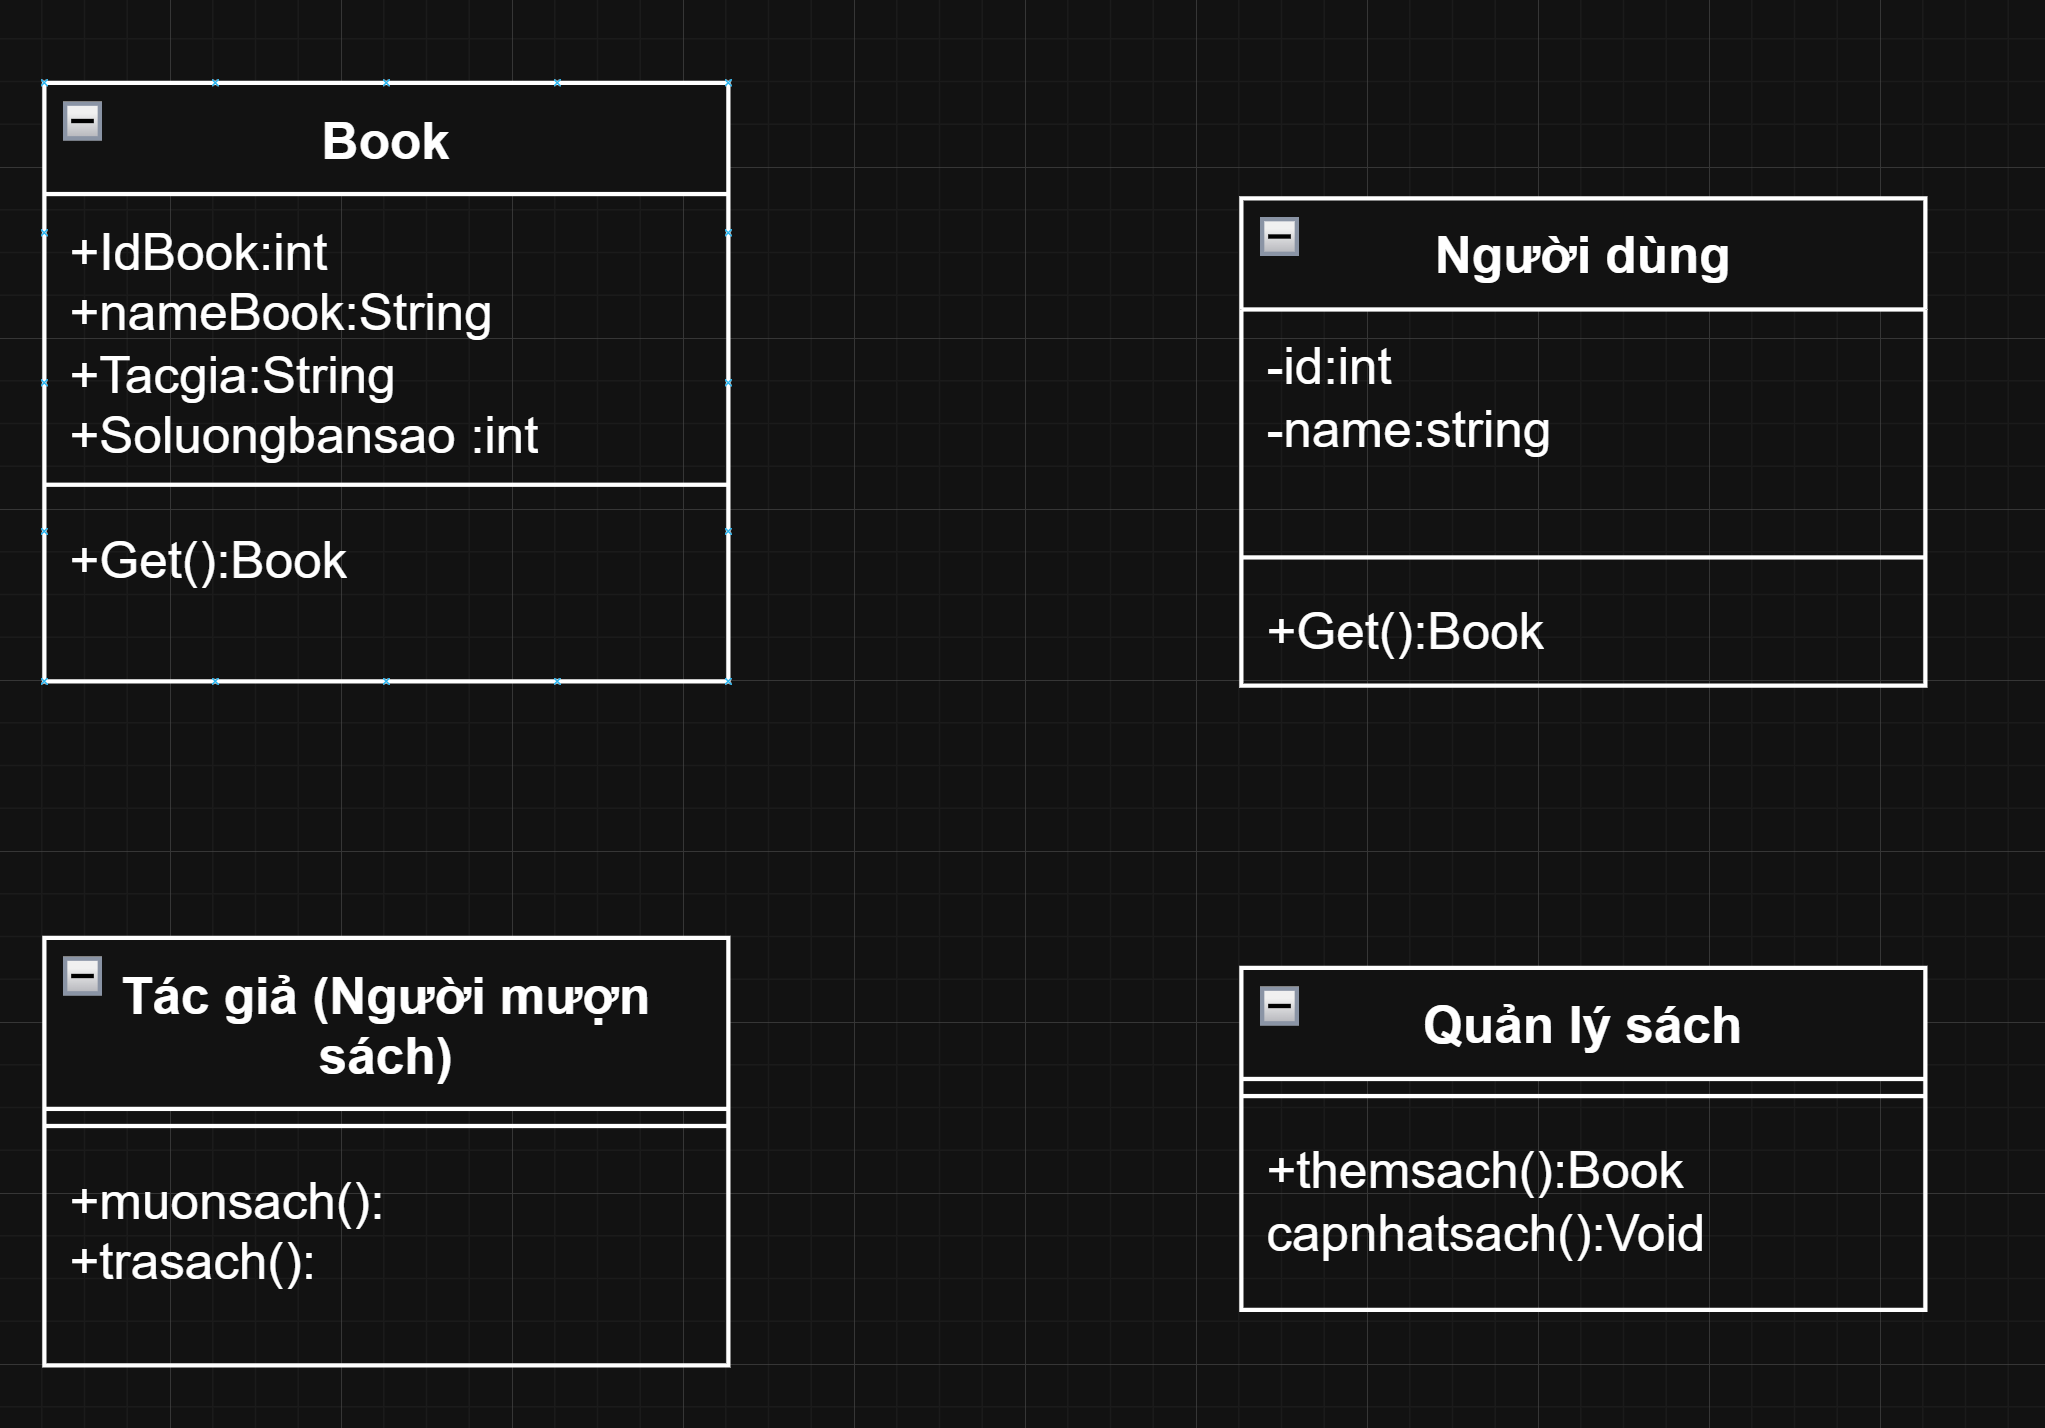 Book
+IdBook:int
+nameBook:String
+Tacgia:String
+Soluongbansao :int
+Get():Book
Người dùng
-id:int
-name:string
+Get():Book
Tác giả (Người mượn
sách)
+muonsach():
+trasach():
Quản lý sách
+themsach():Book
capnhatsach():Void